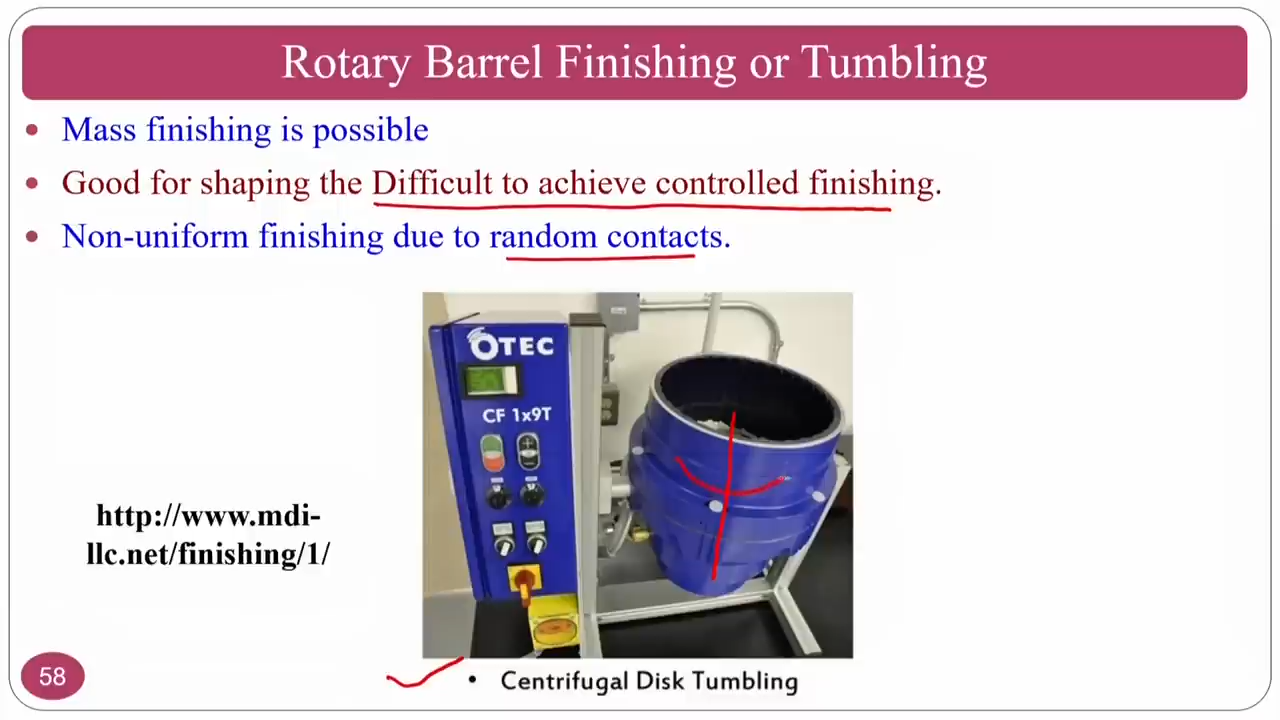 Rotary Barrel Finishing or Tumbling
• Mass finishing is possible
• Good for shaping the Difficult to achieve controlled finishing.
• Non-uniform finishing due to random contacts.
OTEC
CF 1x9T
http://www.mdi-
llc.net/finishing/1/
58
• Centrifugal Disk Tumbling